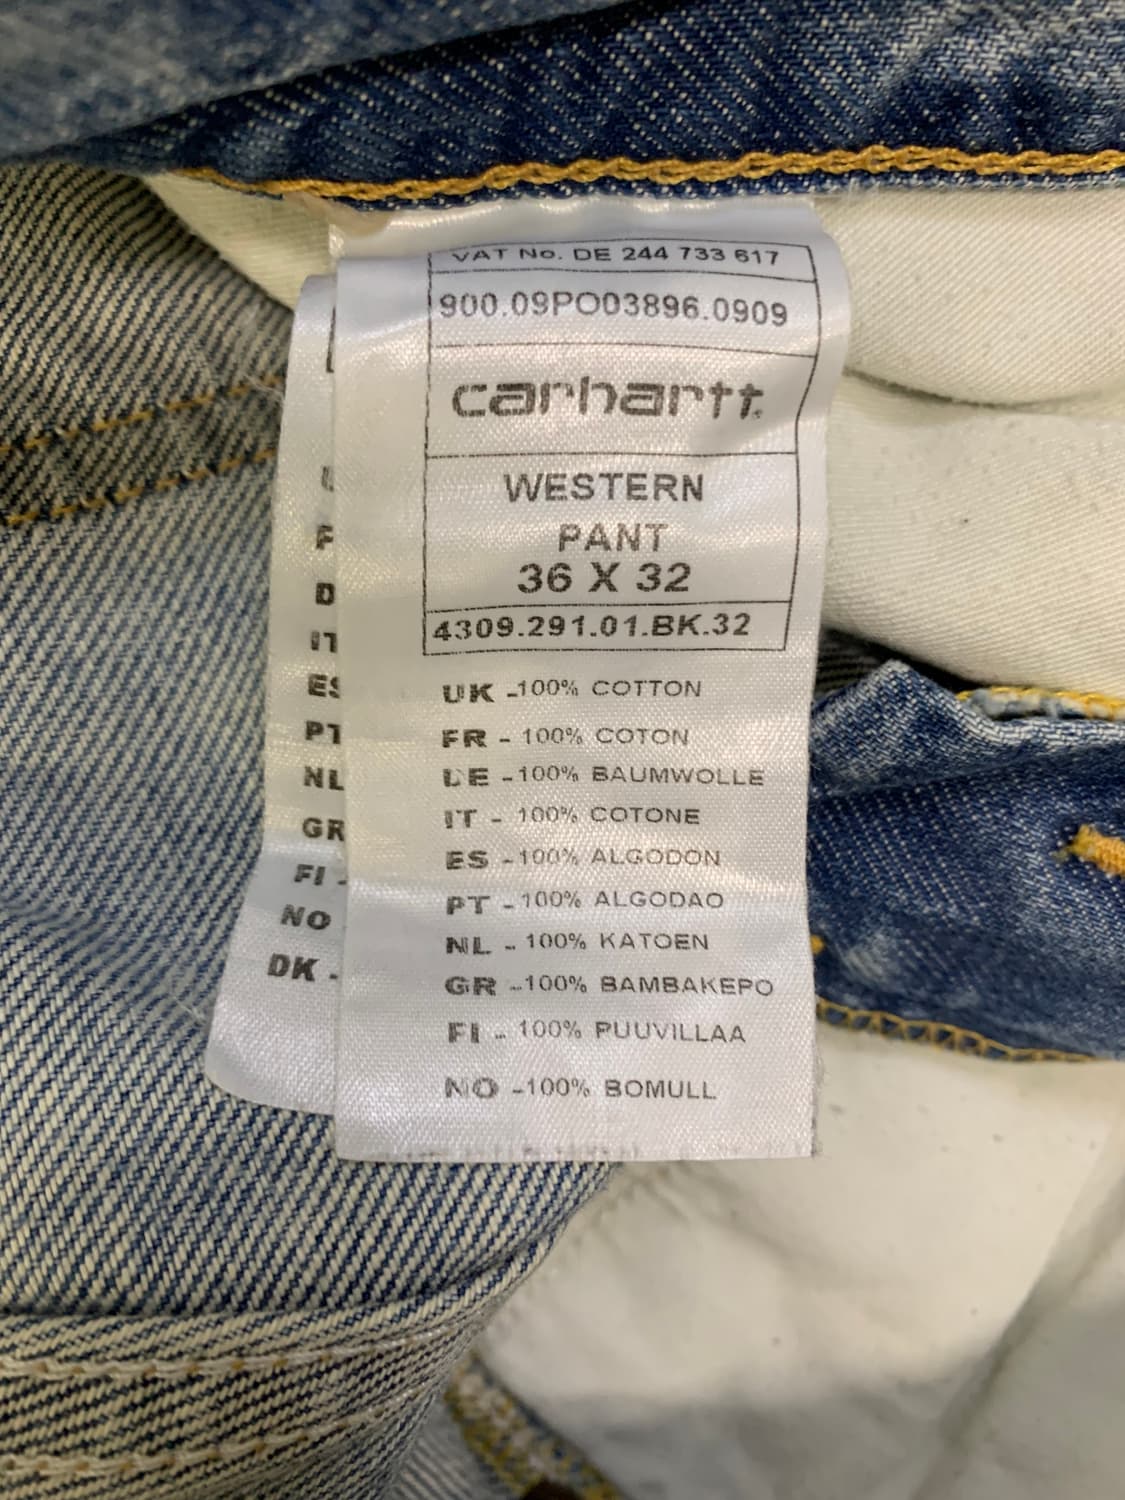 VAT No. DE 244 733 617
900.09PO03896.0909
carhartt
WESTERN
PANT
36 X 32
4309.291.01.BK.32
UK -100% COTTON
FR - 100% COTON
DE -100% BAUMWOLLE
IT - 100% COTONE
ES -100% ALGODON
PT -100% ALGODAO
NL - 100% KATOEN
GR -100% BAMBAKEPO
FI - 100% PUUVILLAA
NO -100% BOMULL
F
D
IT
ES
PT
NL
GR
FI -
NO
DK -